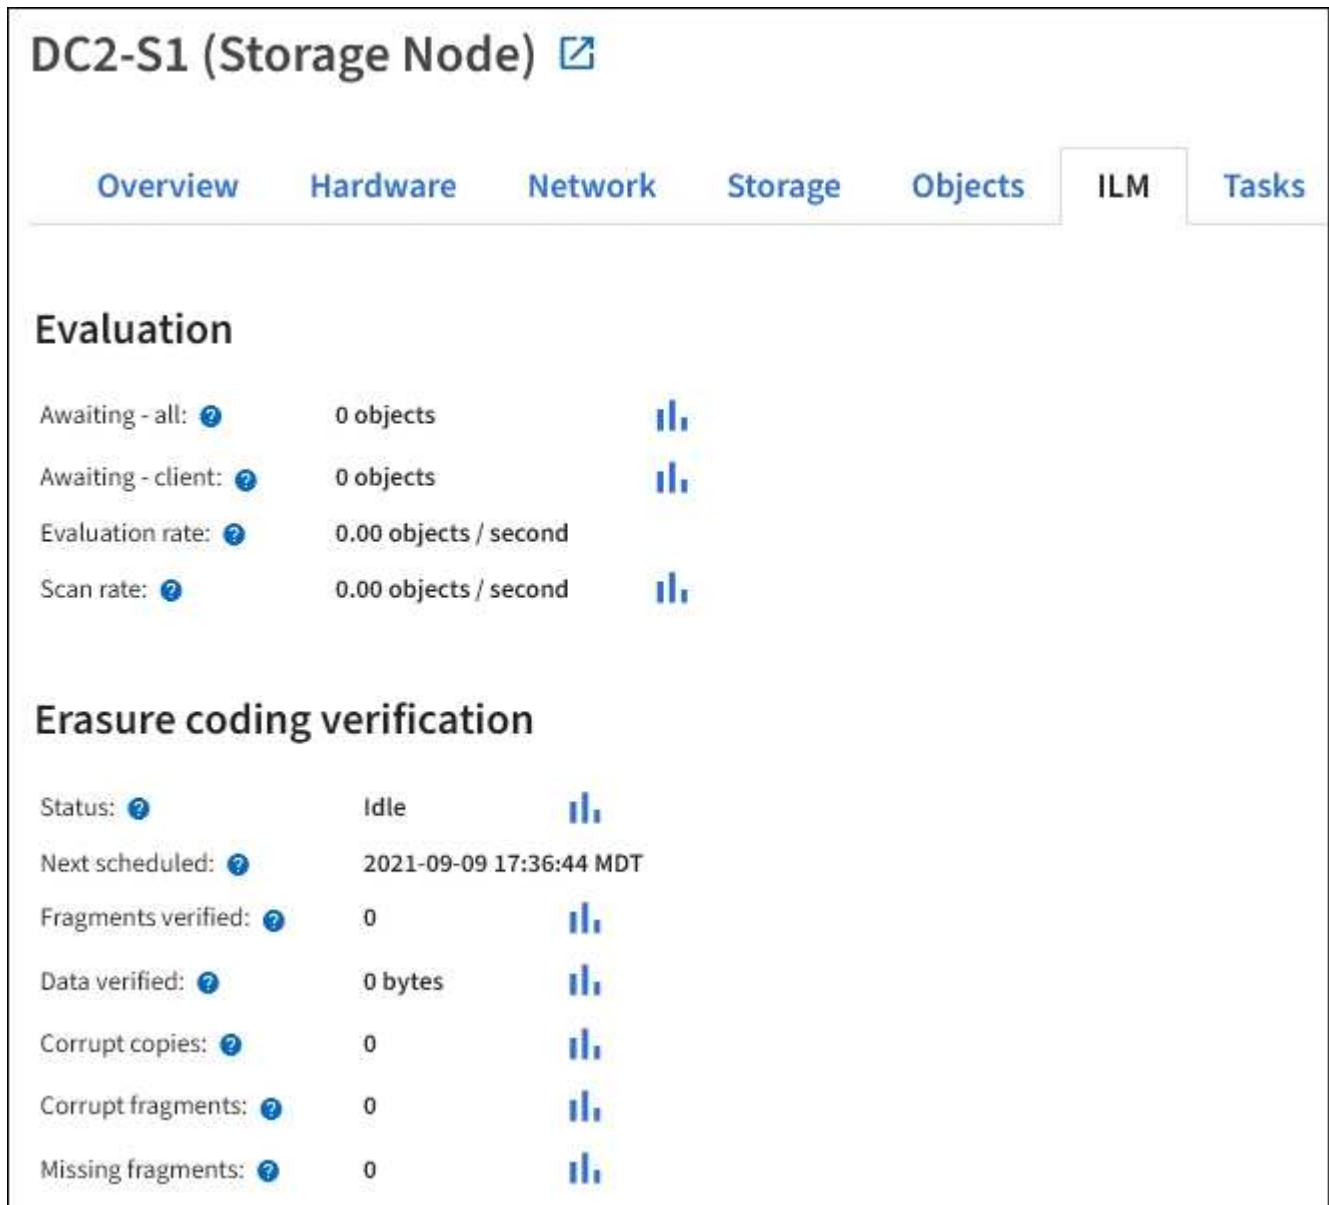 DC2-S1 (Storage Node)
Overview Hardware Network Storage Objects ILM Tasks
Evaluation
Awaiting - all: 0 objects
Awaiting - client: 0 objects
Evaluation rate: 0.00 objects / second
Scan rate: 0.00 objects / second
Erasure coding verification
Status: Idle
Next scheduled: 2021-09-09 17:36:44 MDT
Fragments verified: 0
Data verified: 0 bytes
Corrupt copies: 0
Corrupt fragments: 0
Missing fragments: 0